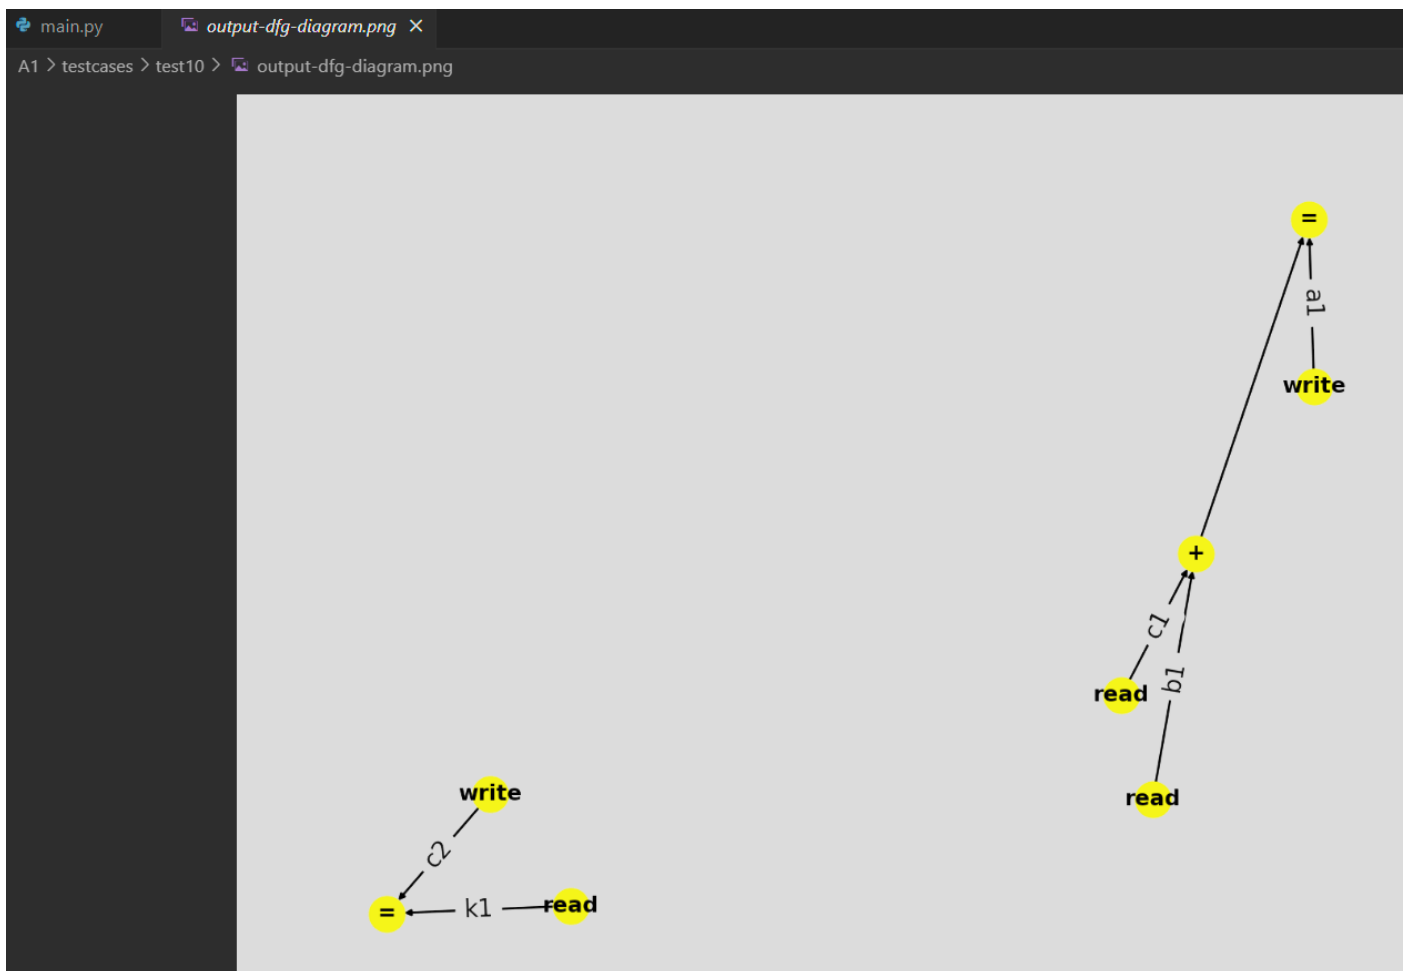 main.py
output-dfg-diagram.png
A1 > testcases > test10 > output-dfg-diagram.png
=
a1
write
+
c1
b1
read
read
write
c2
= k1 read